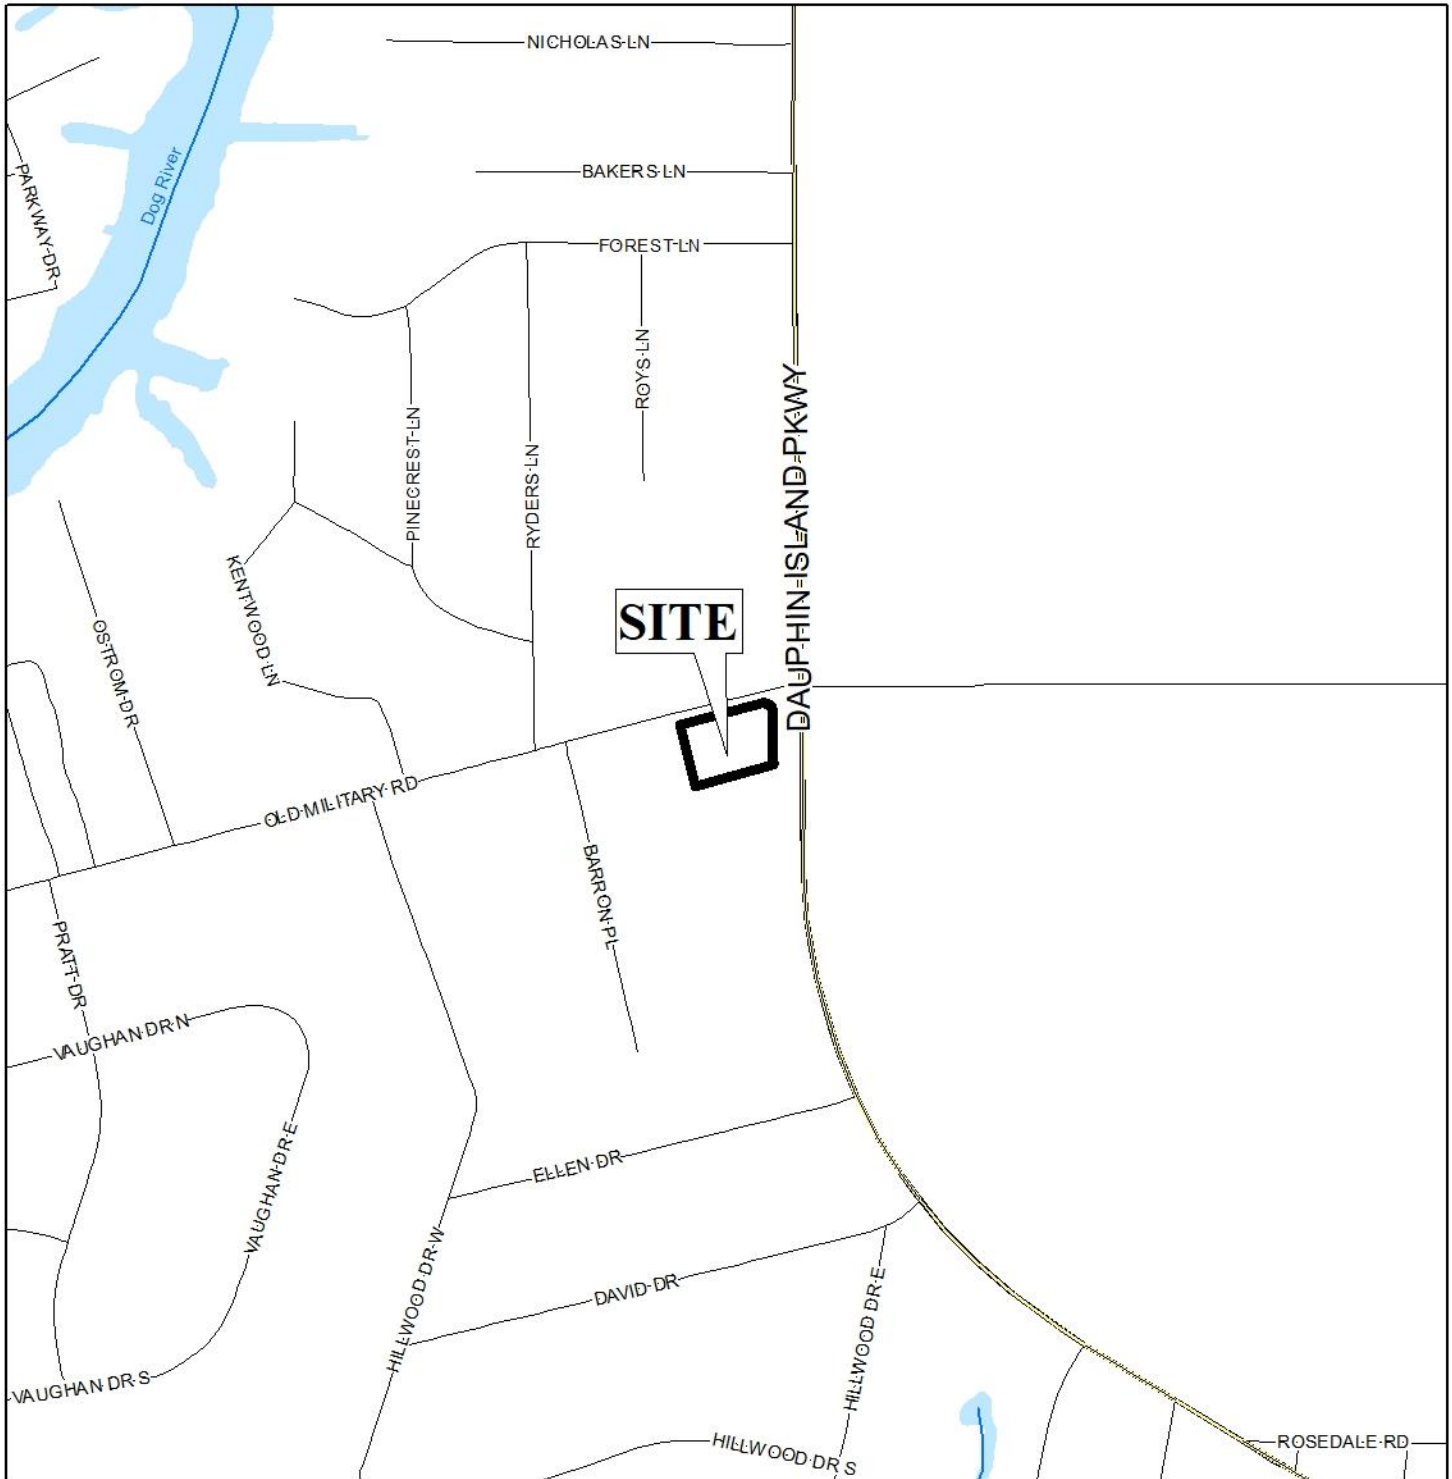 NICHOLAS LN
BAKERS LN
Dog River
PARKWAY DR
FOREST LN
ROYS LN
PINECREST LN
RYDERS LN
DAUPHIN ISLAND PKWY
KENTWOOD LN
SITE
OSTROM DR
OLD MILITARY RD
BARRON PL
PRATT DR
VAUGHAN DR N
VAUGHAN DR E
ELLEN DR
HILLWOOD DR W
DAVID DR
HILLWOOD DR E
VAUGHAN DR S
HILLWOOD DR S
ROSEDALE RD